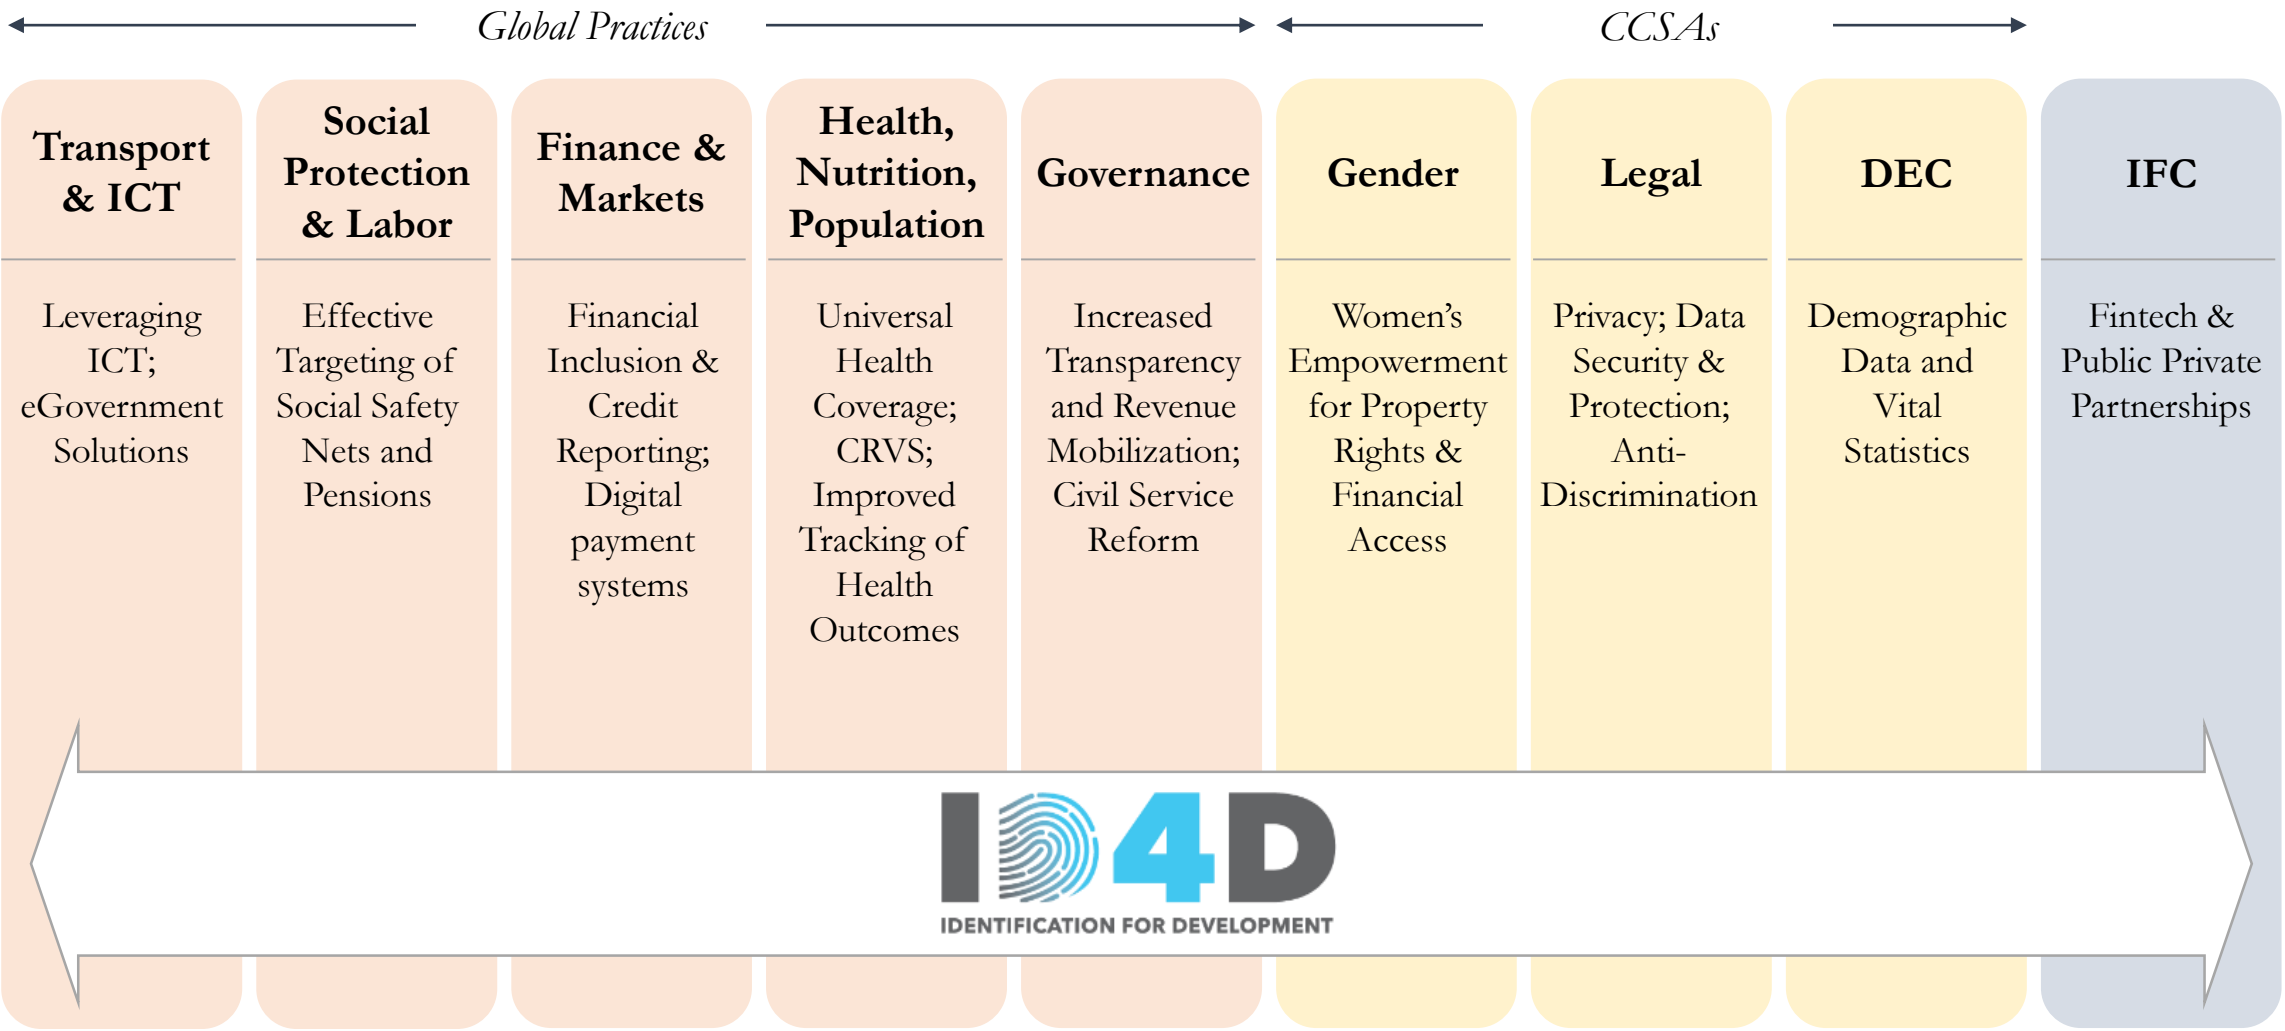 Global Practices
CCSAs
Transport
& ICT
Leveraging
ICT;
eGovernment
Solutions
Social
Protection
& Labor
Effective
Targeting of
Social Safety
Nets and
Pensions
Finance &
Markets
Financial
Inclusion &
Credit
Reporting;
Digital
payment
systems
Health,
Nutrition,
Population
Universal
Health
Coverage;
CRVS;
Improved
Tracking of
Health
Outcomes
Governance
Increased
Transparency
and Revenue
Mobilization;
Civil Service
Reform
Gender
Women’s
Empowerment
for Property
Rights &
Financial
Access
Legal
Privacy; Data
Security &
Protection;
Anti-
Discrimination
DEC
Demographic
Data and
Vital
Statistics
IFC
Fintech &
Public Private
Partnerships
ID4D
IDENTIFICATION FOR DEVELOPMENT